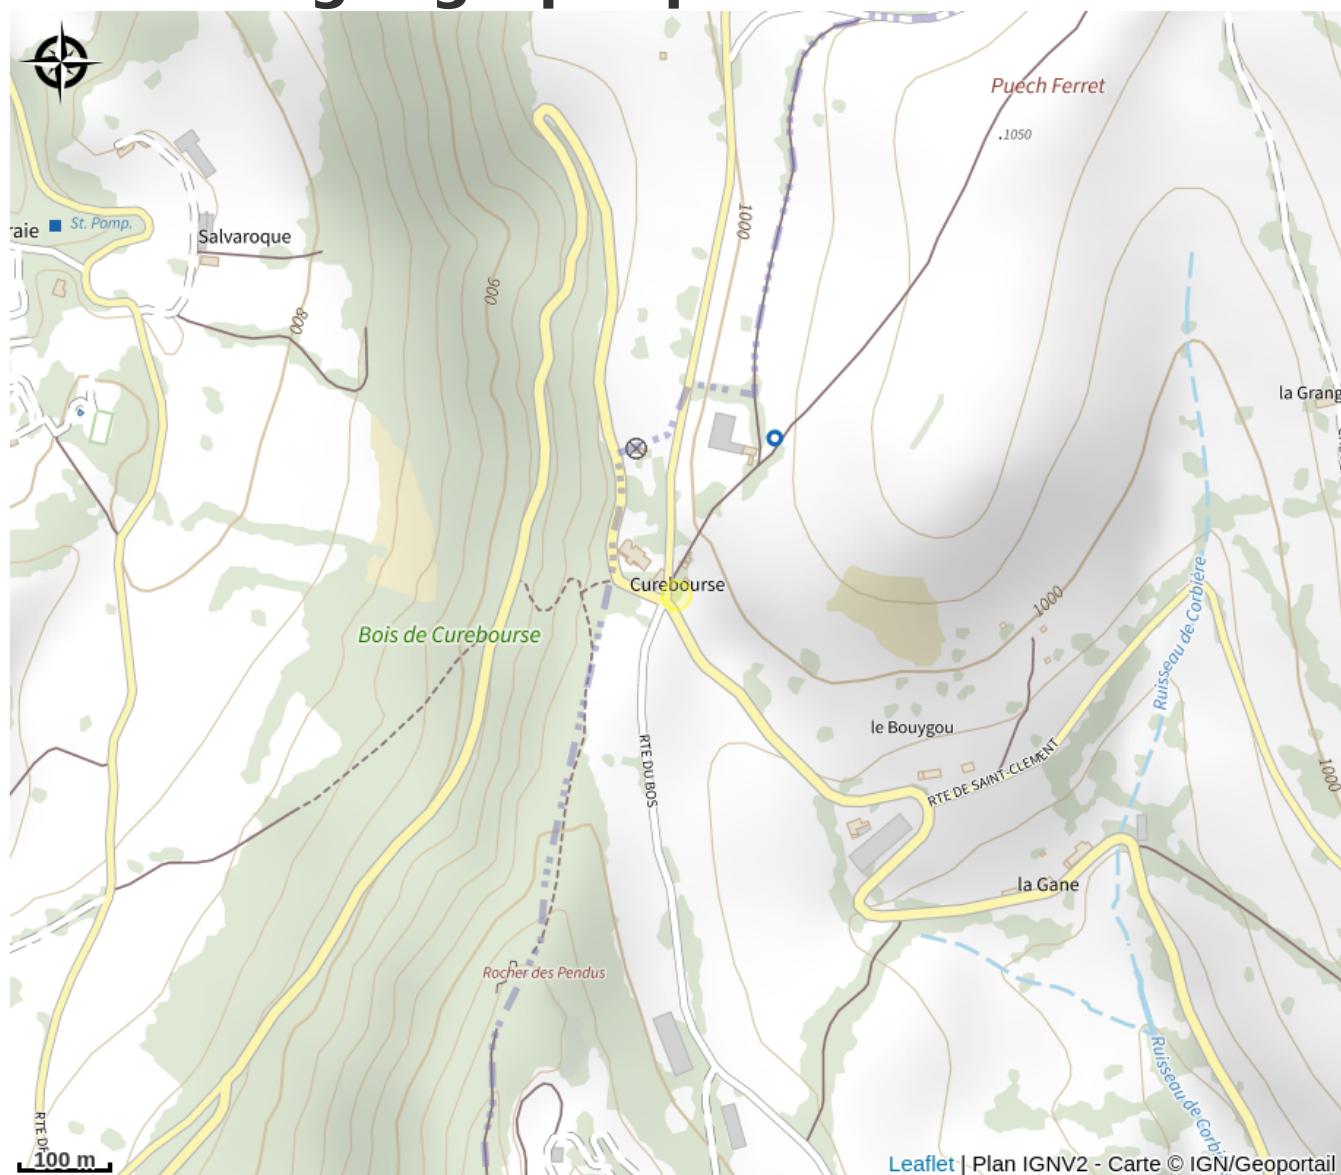 Puech Ferret
.1050
raie
St. Pomp.
Salvaroque
1000
900
800
la Grang
Curebourse
Bois de Curebourse
1000
Ruisseau de Corbière
le Bouygou
RTE DU BOS
RTE DE SAINT-CLEMENT
1000
la Gane
Rocher des Pendus
Ruisseau de Corbi
RTE DE
100 m
Leaflet | Plan IGNV2 - Carte © IGN/Geoportail